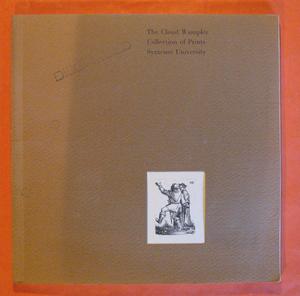 The Cloud Wampler
Collection of Prints
Syracuse University